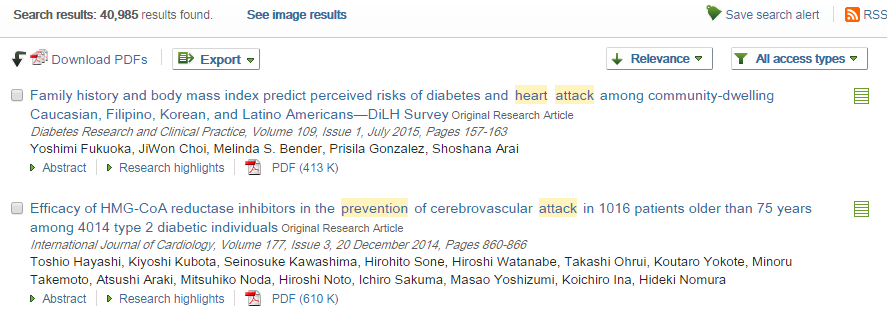 Search results: 40,985 results found. See image results Save search alert RSS
Download PDFs Export Relevance All access types
Family history and body mass index predict perceived risks of diabetes and heart attack among community-dwelling
Caucasian, Filipino, Korean, and Latino Americans—DiLH Survey Original Research Article
Diabetes Research and Clinical Practice, Volume 109, Issue 1, July 2015, Pages 157-163
Yoshimi Fukuoka, JiWon Choi, Melinda S. Bender, Prisila Gonzalez, Shoshana Arai
Abstract Research highlights PDF (413 K)
Efficacy of HMG-CoA reductase inhibitors in the prevention of cerebrovascular attack in 1016 patients older than 75 years
among 4014 type 2 diabetic individuals Original Research Article
International Journal of Cardiology, Volume 177, Issue 3, 20 December 2014, Pages 860-866
Toshio Hayashi, Kiyoshi Kubota, Seinosuke Kawashima, Hirohito Sone, Hiroshi Watanabe, Takashi Ohrui, Koutaro Yokote, Minoru
Takemoto, Atsushi Araki, Mitsuhiko Noda, Hiroshi Noto, Ichiro Sakuma, Masao Yoshizumi, Koichiro Ina, Hideki Nomura
Abstract Research highlights PDF (610 K)